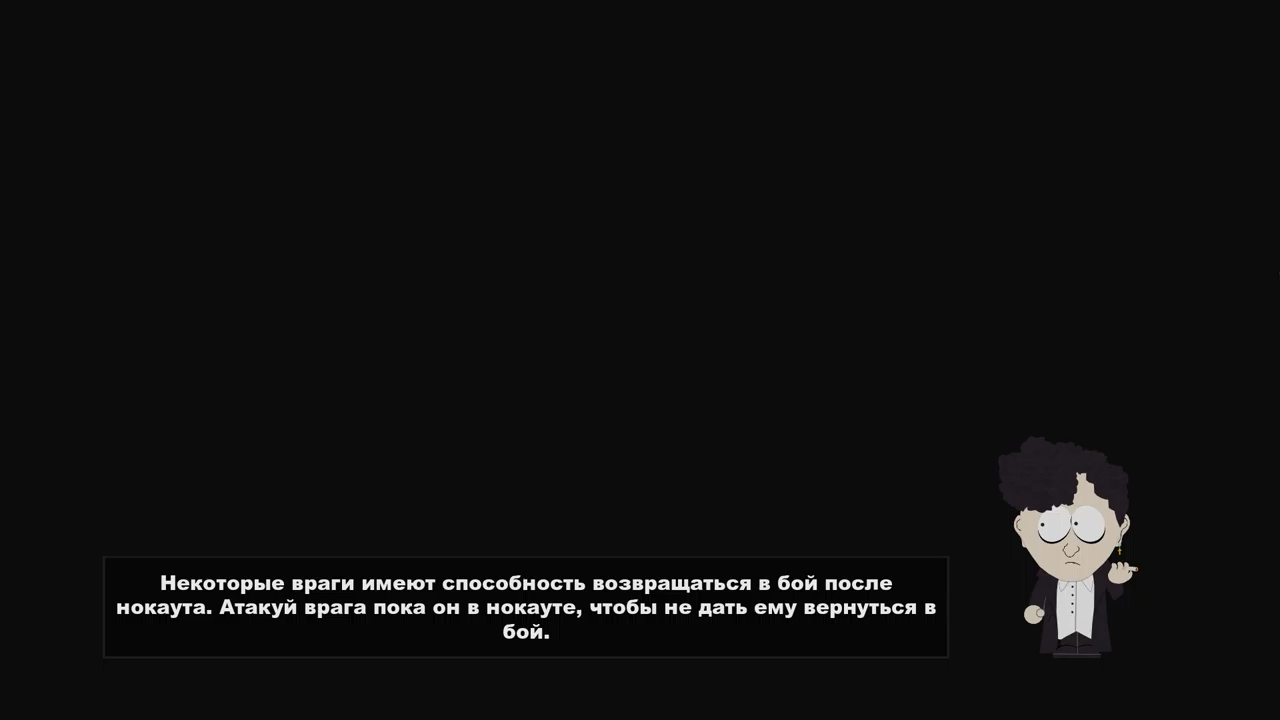 Некоторые враги имеют способность возвращаться в бой после
нокаута. Атакуй врага пока он в нокауте, чтобы не дать ему вернуться в
бой.